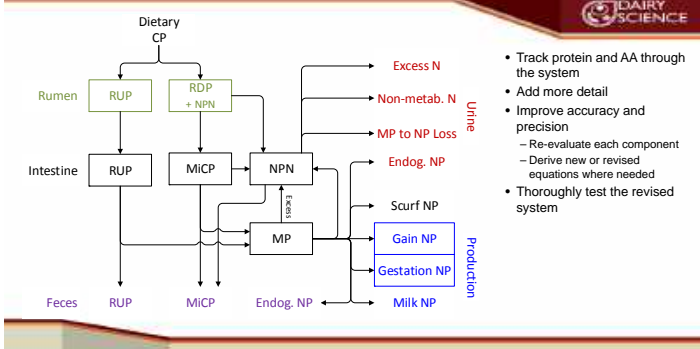 DAIRY
SCIENCE
Dietary
CP
Rumen
RUP
RDP
+ NPN
Intestine
RUP
MiCP
NPN
Excess
MP
Feces
RUP
MiCP
Endog. NP
Excess N
Non-metab. N
MP to NP Loss
Urine
Endog. NP
Scurf NP
Gain NP
Gestation NP
Milk NP
Production
• Track protein and AA through
the system
• Add more detail
• Improve accuracy and
precision
– Re-evaluate each component
– Derive new or revised
equations where needed
• Thoroughly test the revised
system